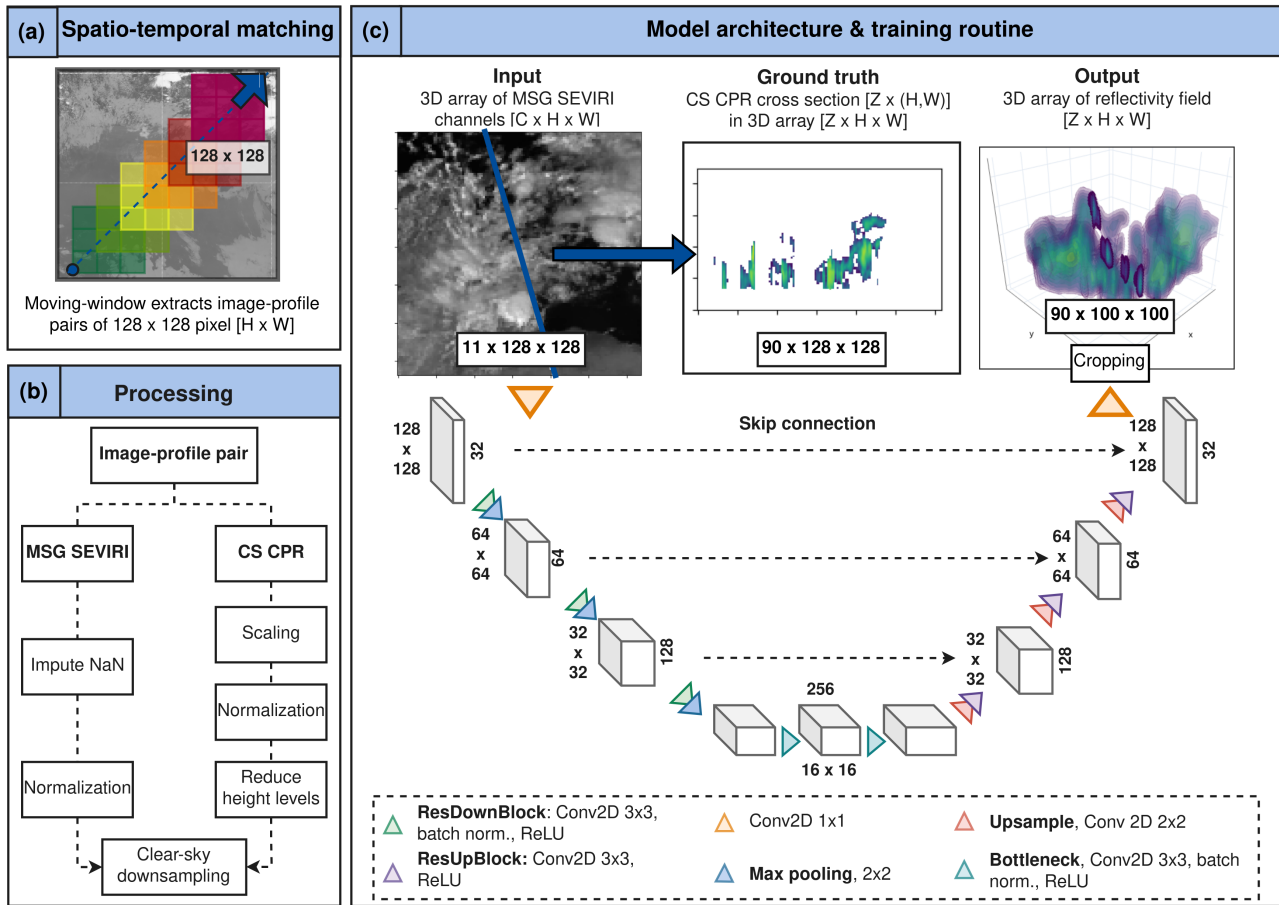 (a) Spatio-temporal matching
128 x 128
Moving-window extracts image-profile
pairs of 128 x 128 pixel [H x W]
(b) Processing
Image-profile pair
MSG SEVIRI
CS CPR
Scaling
Impute NaN
Normalization
Normalization
Reduce
height levels
Clear-sky
downsampling
(c) Model architecture & training routine
Input
3D array of MSG SEVIRI
channels [C x H x W]
11 x 128 x 128
Ground truth
CS CPR cross section [Z x (H,W)]
in 3D array [Z x H x W]
90 x 128 x 128
Output
3D array of reflectivity field
[Z x H x W]
y
x
90 x 100 x 100
Cropping
128
x
128
32
Skip connection
128
x
128
32
64
x
64
64
64
x
64
64
32
x
32
128
32
x
32
128
256
16 x 16
ResDownBlock: Conv2D 3x3,
batch norm., ReLU
ResUpBlock: Conv2D 3x3,
ReLU
Conv2D 1x1
Max pooling, 2x2
Upsample, Conv 2D 2x2
Bottleneck, Conv2D 3x3, batch
norm., ReLU